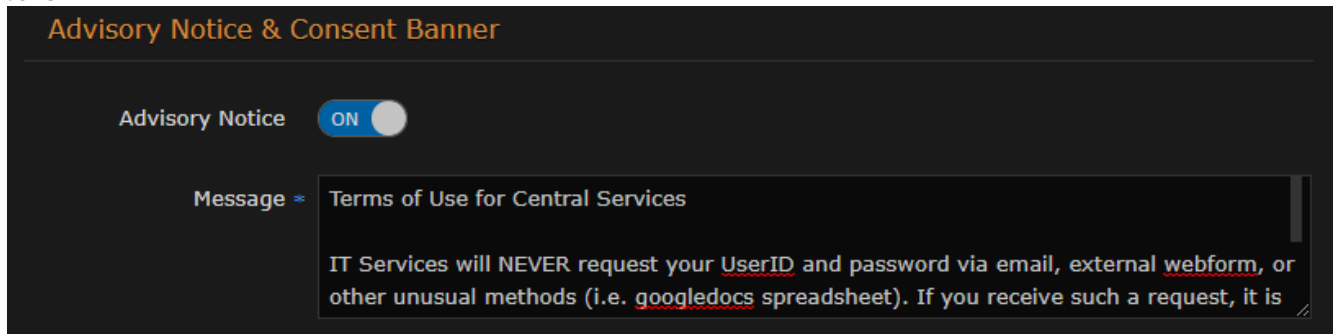 Advisory Notice & Consent Banner
Advisory Notice ON
Message * Terms of Use for Central Services
IT Services will NEVER request your UserID and password via email, external webform, or
other unusual methods (i.e. googledocs spreadsheet). If you receive such a request, it is